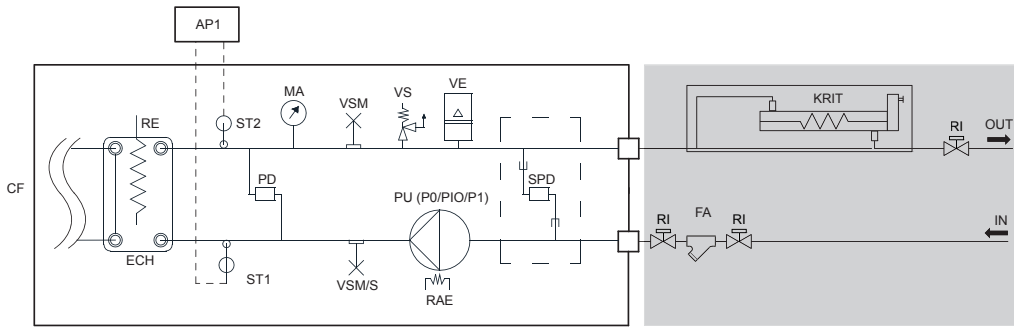 AP1
MA
VSM
VS
VE
KRIT
RE
ST2
RI
OUT
CF
PD
SPD
PU (P0/PIO/P1)
RI
FA
RI
IN
ECH
ST1
VSM/S
RAE